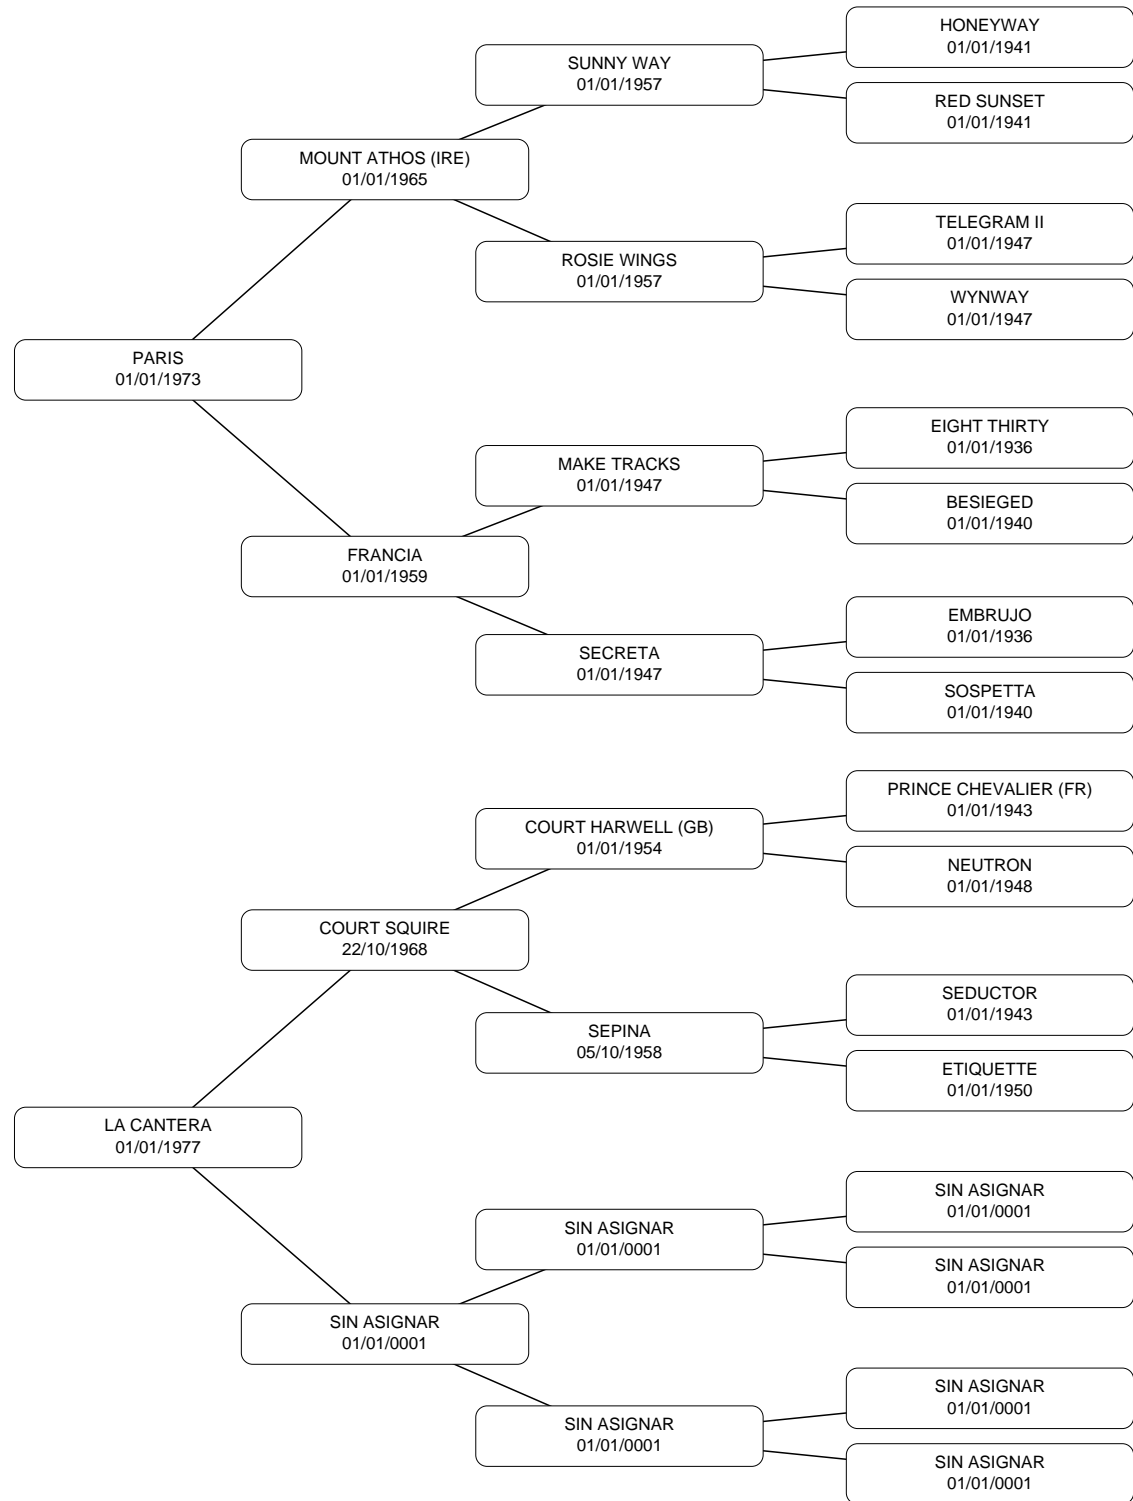 HONEYWAY
01/01/1941
SUNNY WAY
01/01/1957
RED SUNSET
01/01/1941
MOUNT ATHOS (IRE)
01/01/1965
TELEGRAM II
01/01/1947
ROSIE WINGS
01/01/1957
WYNWAY
01/01/1947
PARIS
01/01/1973
EIGHT THIRTY
01/01/1936
MAKE TRACKS
01/01/1947
BESIEGED
01/01/1940
FRANCIA
01/01/1959
EMBRUJO
01/01/1936
SECRETA
01/01/1947
SOSPETTA
01/01/1940
PRINCE CHEVALIER (FR)
01/01/1943
COURT HARWELL (GB)
01/01/1954
NEUTRON
01/01/1948
COURT SQUIRE
22/10/1968
SEDUCTOR
01/01/1943
SEPINA
05/10/1958
ETIQUETTE
01/01/1950
LA CANTERA
01/01/1977
SIN ASIGNAR
01/01/0001
SIN ASIGNAR
01/01/0001
SIN ASIGNAR
01/01/0001
SIN ASIGNAR
01/01/0001
SIN ASIGNAR
01/01/0001
SIN ASIGNAR
01/01/0001
SIN ASIGNAR
01/01/0001